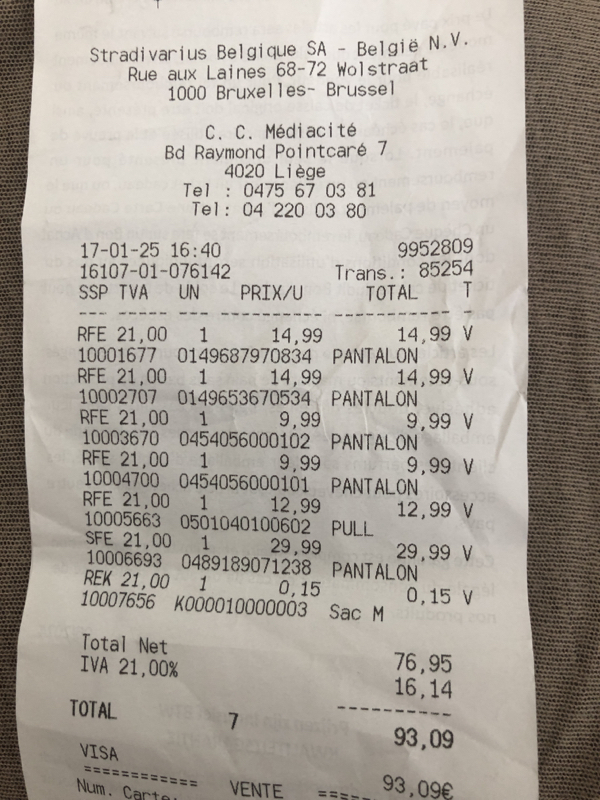 Stradivarius Belgique SA - België N.V.
Rue aux Laines 68-72 Wolstraat
1000 Bruxelles- Brussel
C. C. Médiacité
Bd Raymond Pointcaré 7
4020 Liège
Tel : 0475 67 03 81
Tel: 04 220 03 80
17-01-25 16:40 9952809
16107-01-076142 Trans.: 85254
SSP TVA UN PRIX/U TOTAL T
--- ----- ----- -------- ----------- --
RFE 21,00 1 14,99 14,99 V
10001677 0149687970834 PANTALON
RFE 21,00 1 14,99 14,99 V
10002707 0149653670534 PANTALON
RFE 21,00 1 9,99 9,99 V
10003670 0454056000102 PANTALON
RFE 21,00 1 9,99 9,99 V
10004700 0454056000101 PANTALON
RFE 21,00 1 12,99 12,99 V
10005663 0501040100602 PULL
SFE 21,00 1 29,99 29,99 V
10006693 0489189071238 PANTALON
REK 21,00 1 0,15 0,15 V
10007656 K000010000003 Sac M
Total Net 76,95
IVA 21,00% 16,14
-----------
TOTAL 7 93,09
VISA 93,09€
============ VENTE =====
Num. Carte: